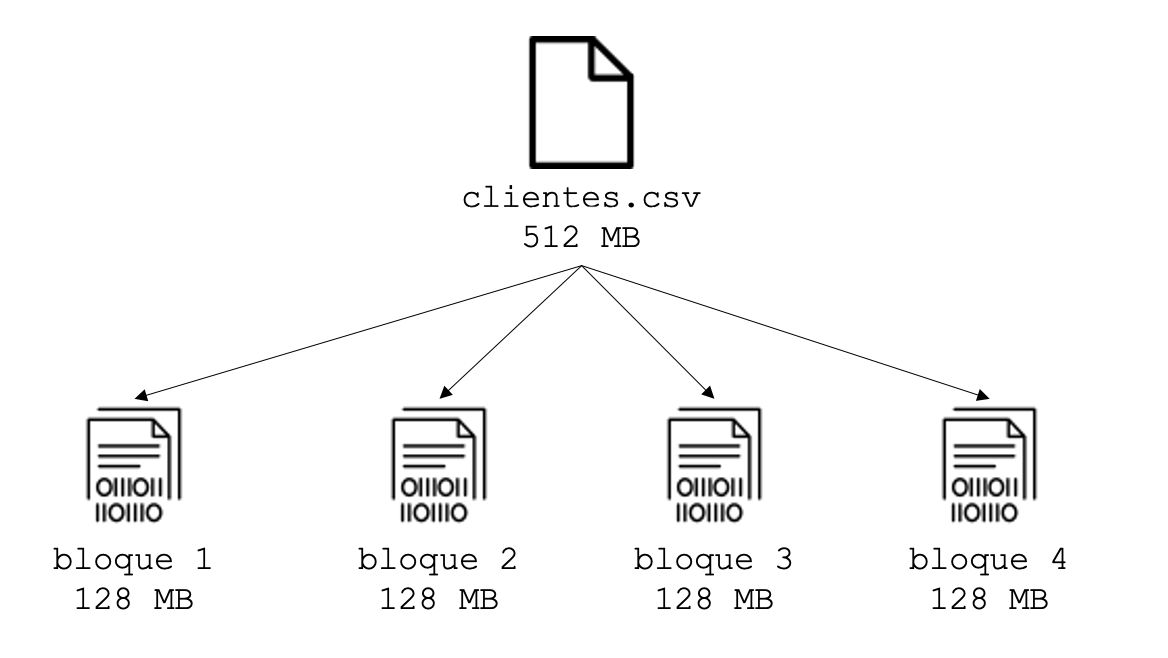 clientes.csv
512 MB
OIIIOII
IIOIIIO
OIIIOII
IIOIIIO
OIIIOII
IIOIIIO
OIIIOII
IIOIIIO
bloque 1
128 MB
bloque 2
128 MB
bloque 3
128 MB
bloque 4
128 MB